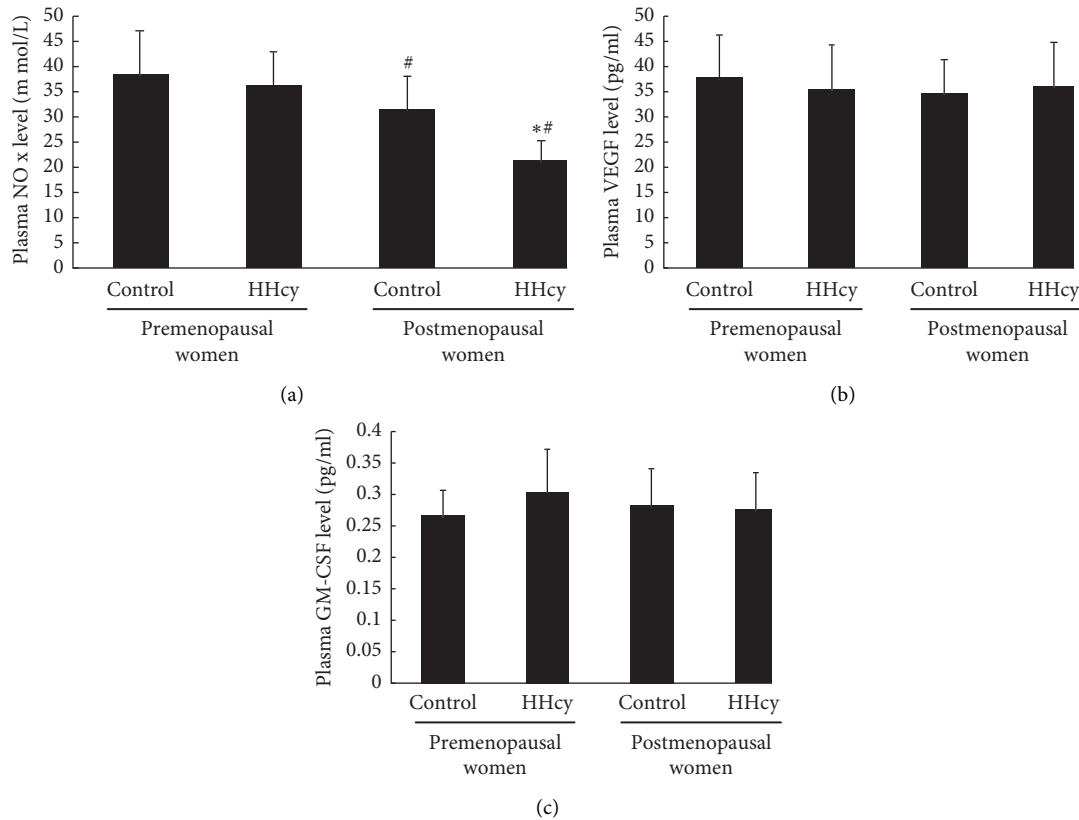 Plasma NO x level (m mol/L)
50
45
40
35
30
25
20
15
10
5
0
#
*#
Control
HHcy
Control
HHcy
Premenopausal
women
Postmenopausal
women
(a)
Plasma VEGF level (pg/ml)
50
45
40
35
30
25
20
15
10
5
0
Control
HHcy
Control
HHcy
Premenopausal
women
Postmenopausal
women
(b)
Plasma GM-CSF level (pg/ml)
0.4
0.35
0.3
0.25
0.2
0.15
0.1
0.05
0
Control
HHcy
Control
HHcy
Premenopausal
women
Postmenopausal
women
(c)